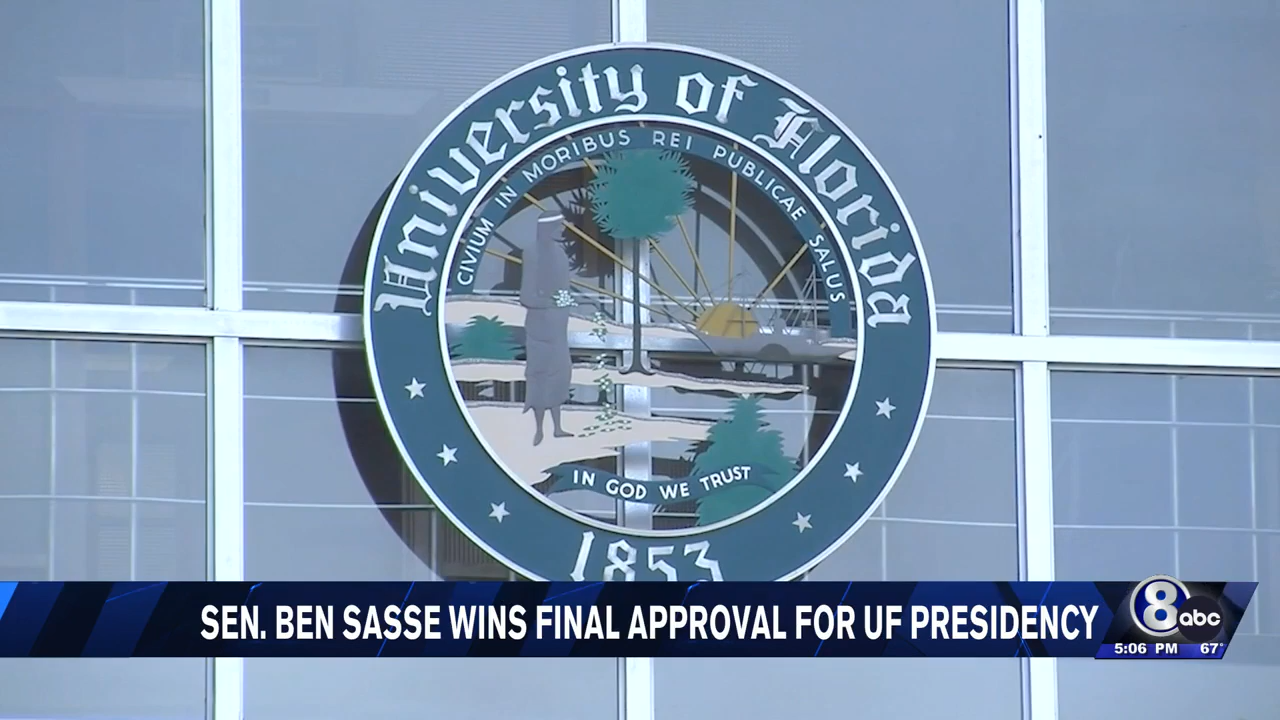 University of Florida
CIVIUM IN MORIBUS REI PUBLICAE SALUS
IN GOD WE TRUST
1853
SEN. BEN SASSE WINS FINAL APPROVAL FOR UF PRESIDENCY
8 abc
5:06 PM 67°